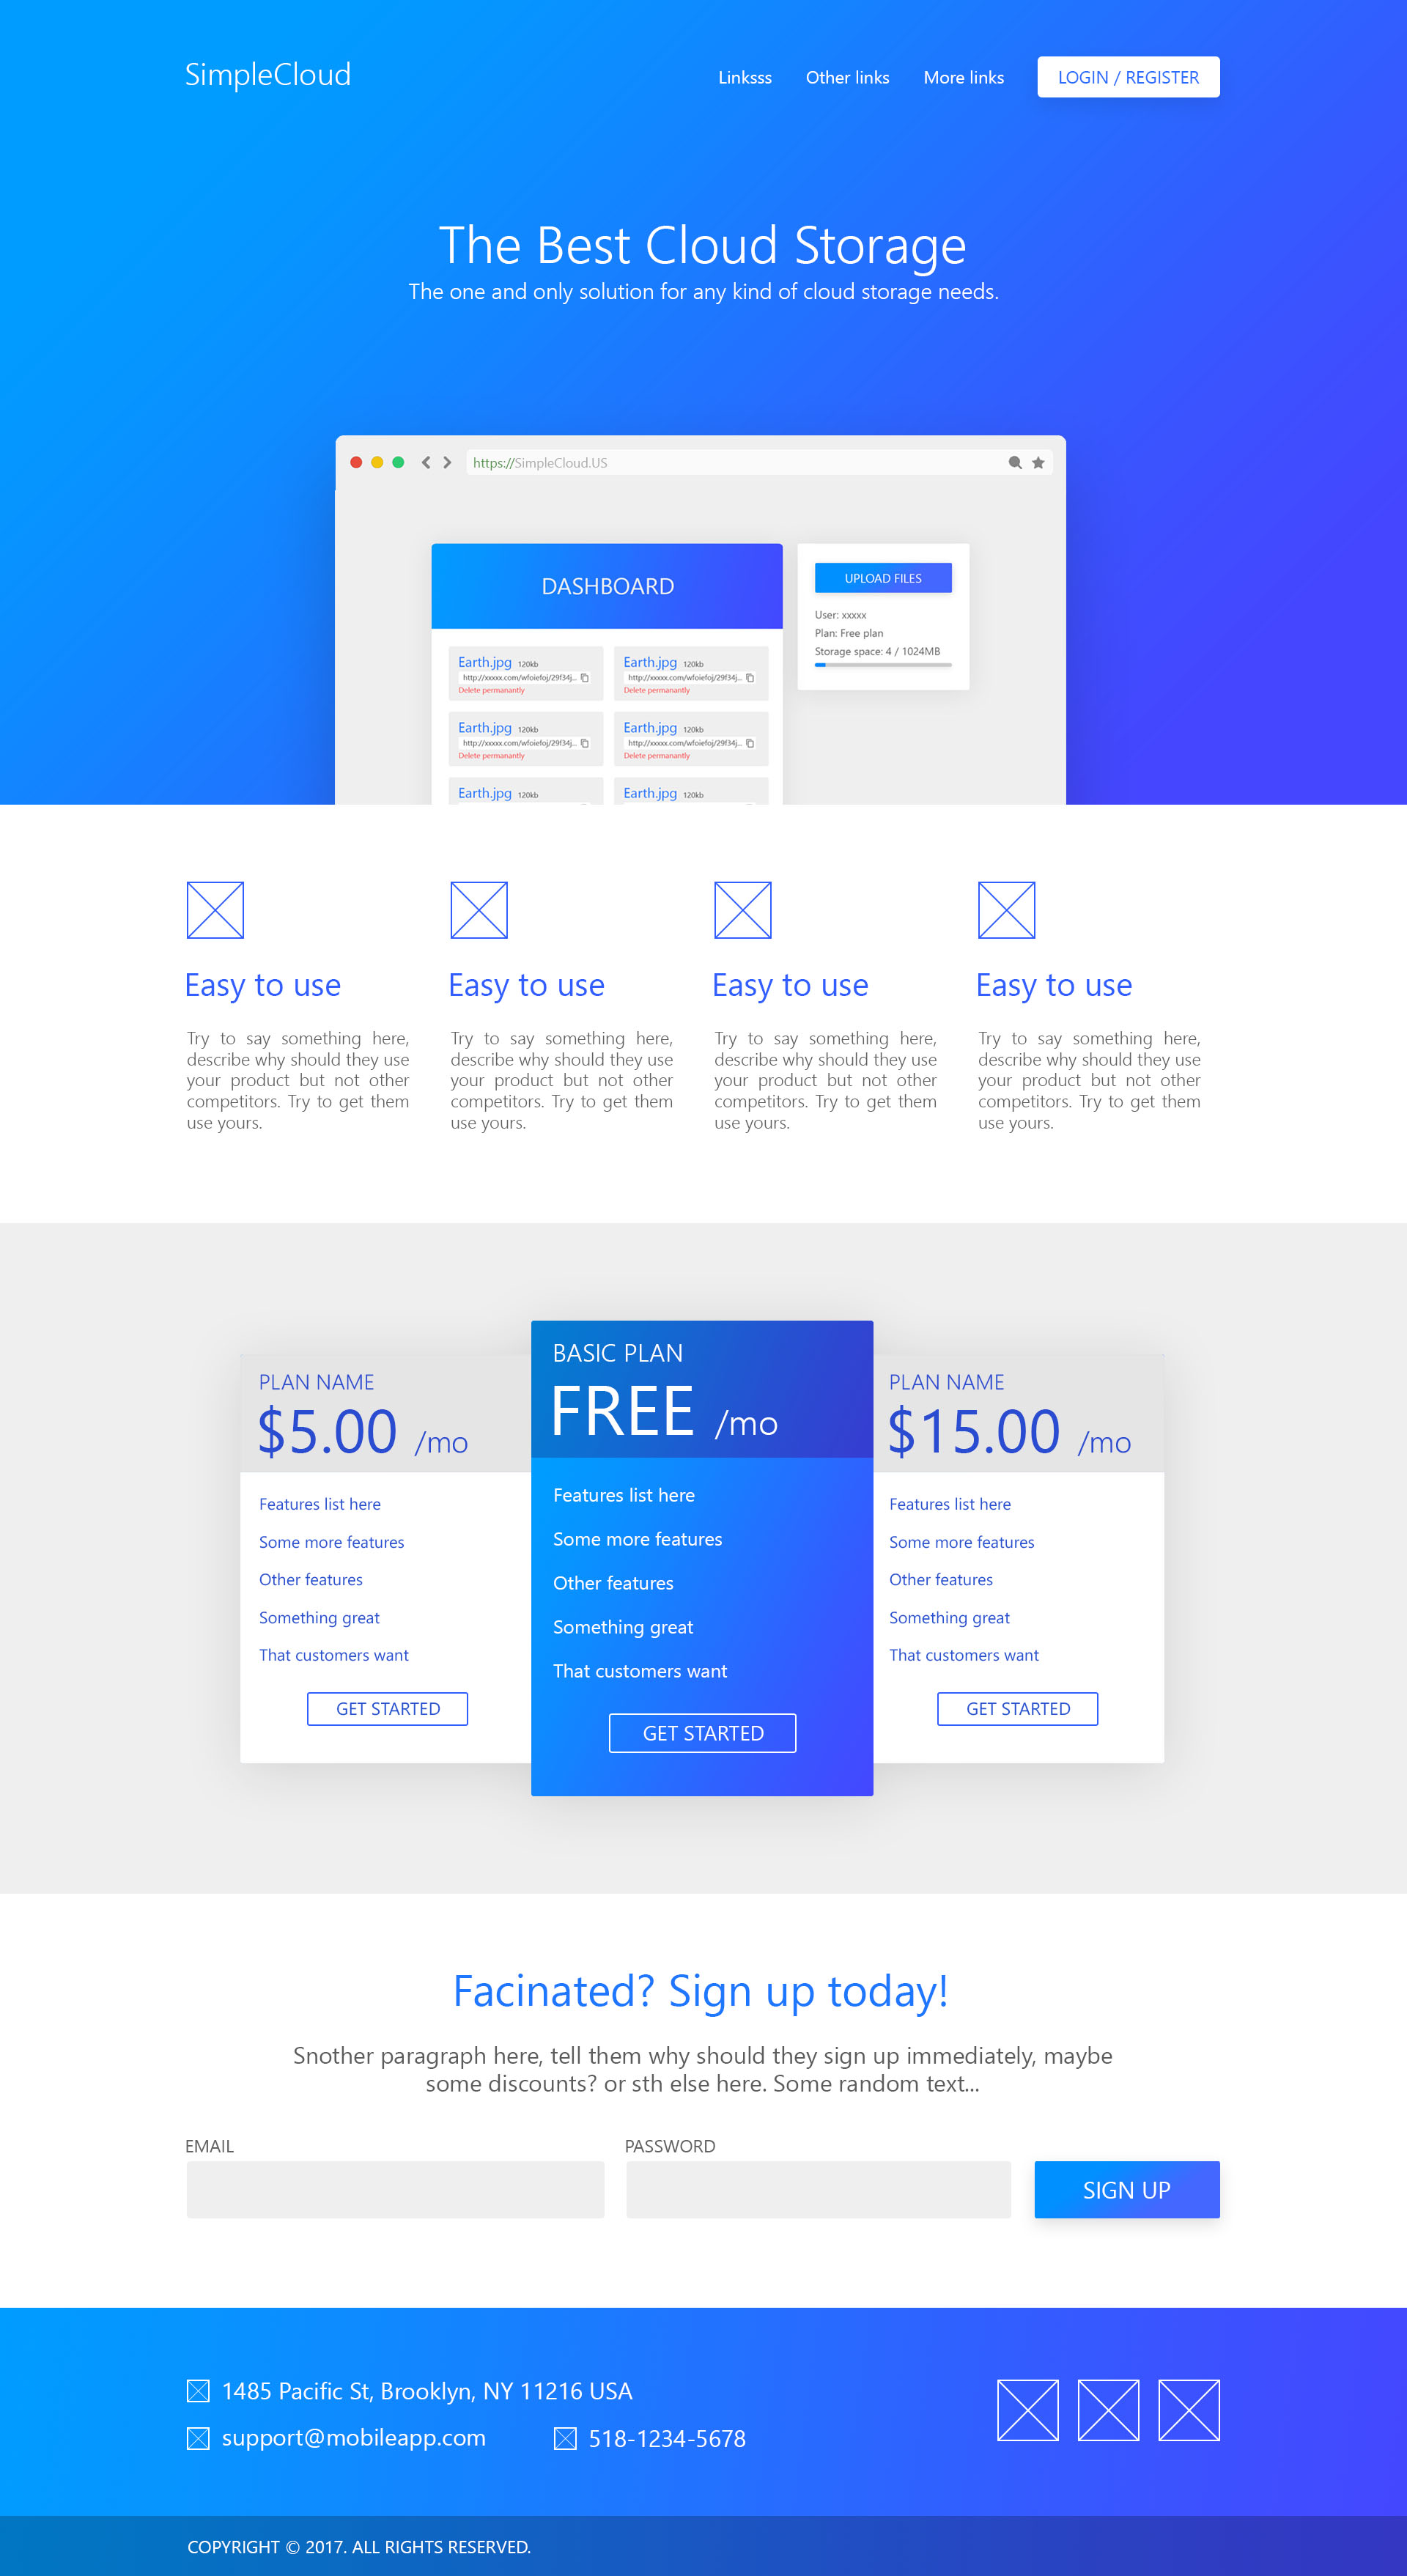 SimpleCloud
Linksss
Other links
More links
LOGIN / REGISTER
The Best Cloud Storage
The one and only solution for any kind of cloud storage needs.
https://SimpleCloud.US
DASHBOARD
UPLOAD FILES
User: xxxxx
Plan: Free plan
Storage space: 4 / 1024MB
Earth.jpg 120kb
http://xxxxx.com/wfoiefoj/29f34j...
Delete permanantly
Earth.jpg 120kb
http://xxxxx.com/wfoiefoj/29f34j...
Delete permanantly
Earth.jpg 120kb
http://xxxxx.com/wfoiefoj/29f34j...
Delete permanantly
Earth.jpg 120kb
http://xxxxx.com/wfoiefoj/29f34j...
Delete permanantly
Earth.jpg 120kb
Earth.jpg 120kb
Easy to use
Try to say something here,
describe why should they use
your product but not other
competitors. Try to get them
use yours.
Easy to use
Try to say something here,
describe why should they use
your product but not other
competitors. Try to get them
use yours.
Easy to use
Try to say something here,
describe why should they use
your product but not other
competitors. Try to get them
use yours.
Easy to use
Try to say something here,
describe why should they use
your product but not other
competitors. Try to get them
use yours.
PLAN NAME
$5.00 /mo
Features list here
Some more features
Other features
Something great
That customers want
GET STARTED
BASIC PLAN
FREE /mo
Features list here
Some more features
Other features
Something great
That customers want
GET STARTED
PLAN NAME
$15.00 /mo
Features list here
Some more features
Other features
Something great
That customers want
GET STARTED
Facinated? Sign up today!
Snother paragraph here, tell them why should they sign up immediately, maybe
some discounts? or sth else here. Some random text...
EMAIL
PASSWORD
SIGN UP
1485 Pacific St, Brooklyn, NY 11216 USA
support@mobileapp.com
518-1234-5678
COPYRIGHT © 2017. ALL RIGHTS RESERVED.